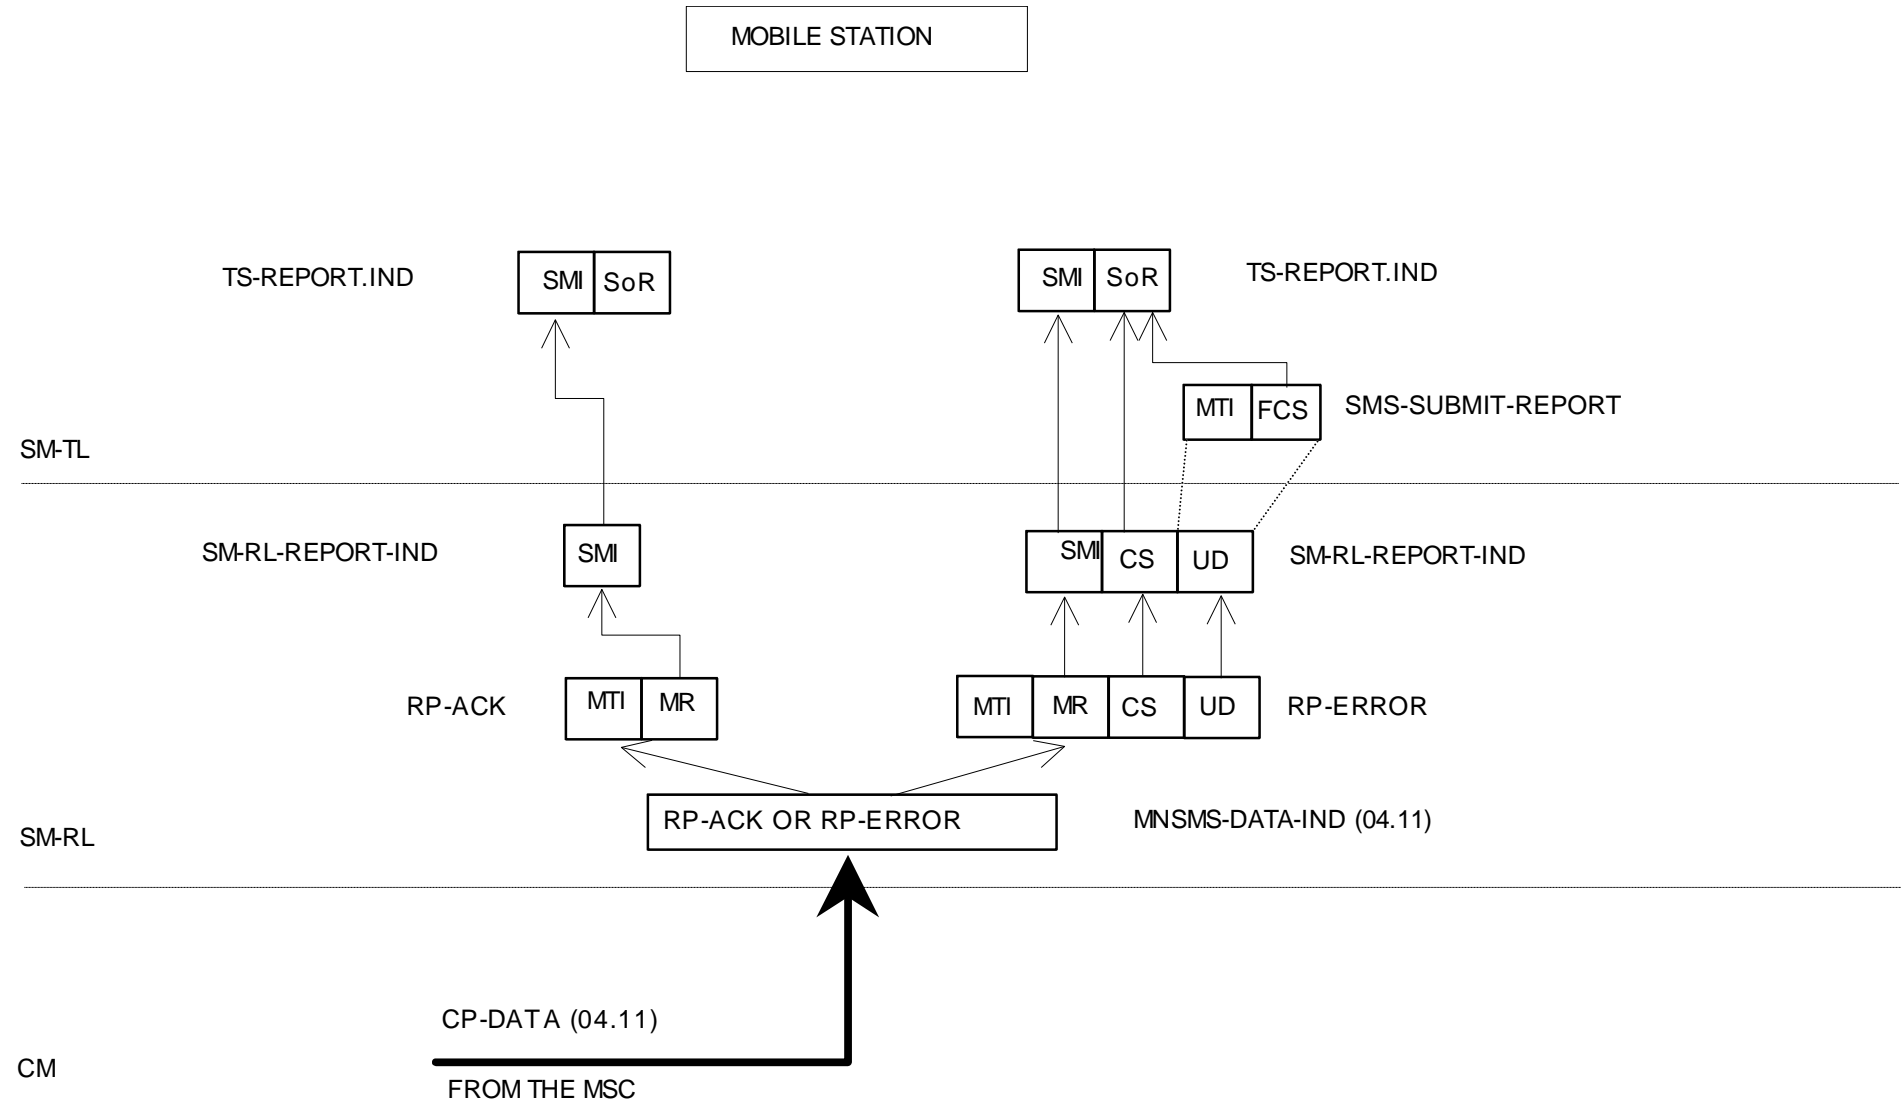 MOBILE STATION
TS-REPORT.IND SMI SoR SMI SoR TS-REPORT.IND
MTI FCS SMS-SUBMIT-REPORT
SM-TL
SM-RL-REPORT-IND SMI SMI CS UD SM-RL-REPORT-IND
RP-ACK MTI MR MTI MR CS UD RP-ERROR
RP-ACK OR RP-ERROR MNSMS-DATA-IND (04.11)
SM-RL
CP-DATA (04.11)
CM
FROM THE MSC